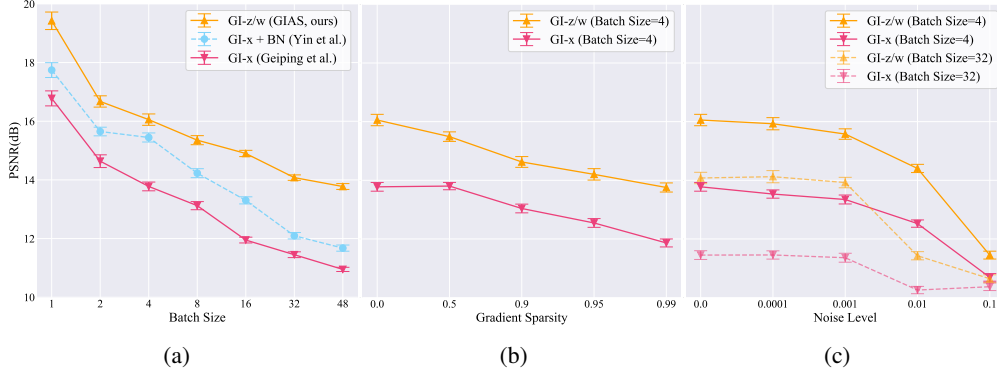 20
18
16
14
12
10
PSNR(dB)
GI-z/w (GIAS, ours)
GI-x + BN (Yin et al.)
GI-x (Geiping et al.)
1 2 4 8 16 32 48
Batch Size
(a)
GI-z/w (Batch Size=4)
GI-x (Batch Size=4)
0.0 0.5 0.9 0.95 0.99
Gradient Sparsity
(b)
GI-z/w (Batch Size=4)
GI-x (Batch Size=4)
GI-z/w (Batch Size=32)
GI-x (Batch Size=32)
0.0 0.0001 0.001 0.01 0.1
Noise Level
(c)